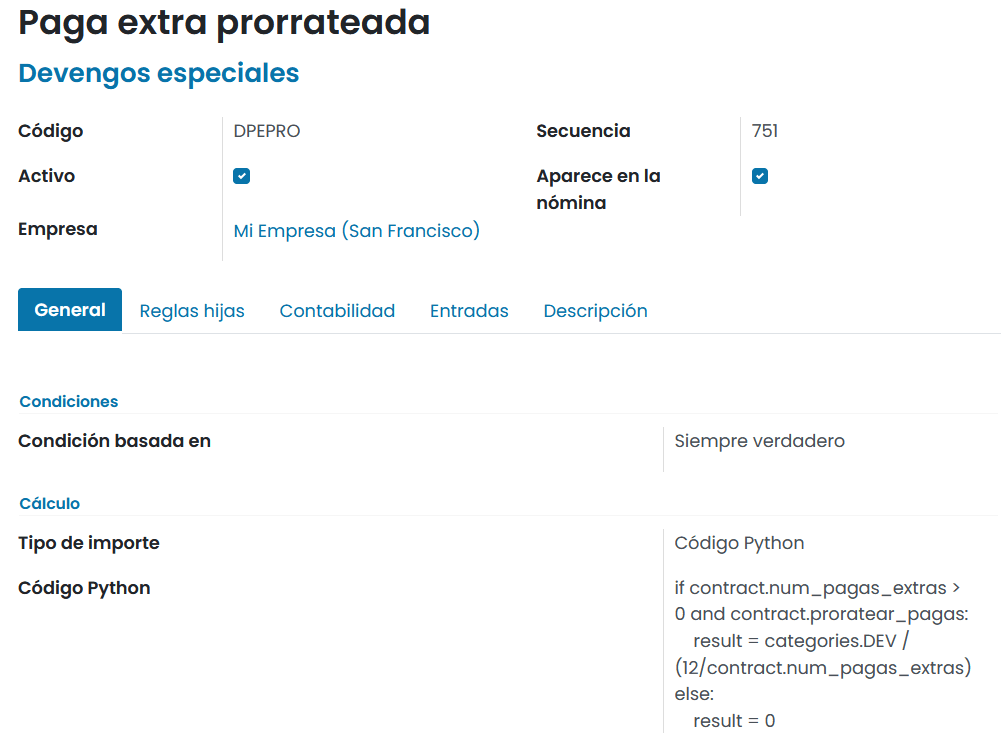 Paga extra prorrateada
Devengos especiales
Código DPEPRO Secuencia 751
Activo Aparece en la
nómina
Empresa Mi Empresa (San Francisco)
General Reglas hijas Contabilidad Entradas Descripción
Condiciones
Condición basada en Siempre verdadero
Cálculo
Tipo de importe Código Python
Código Python if contract.num_pagas_extras >
0 and contract.proratear_pagas:
result = categories.DEV /
(12/contract.num_pagas_extras)
else:
result = 0